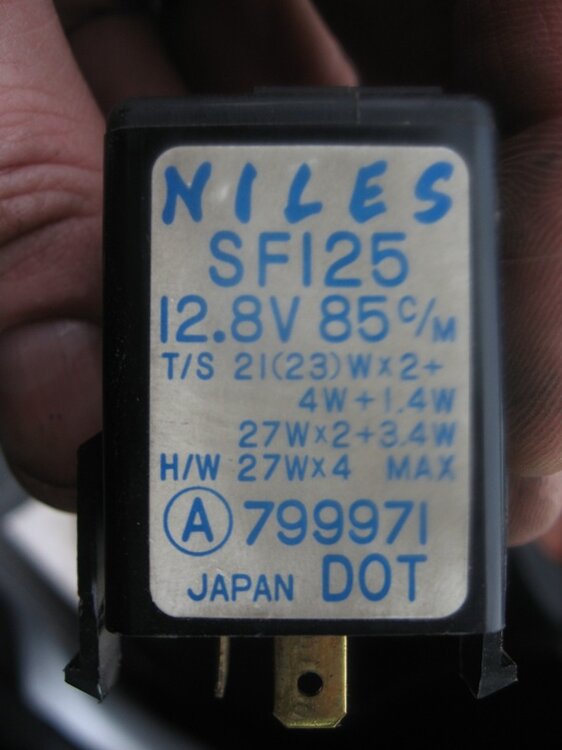 NILES
SF125
12.8V 85C/M
T/S 21(23)W×2+
4W+1.4W
27W×2+3.4W
H/W 27W×4 MAX
Ⓐ 799971
JAPAN DOT